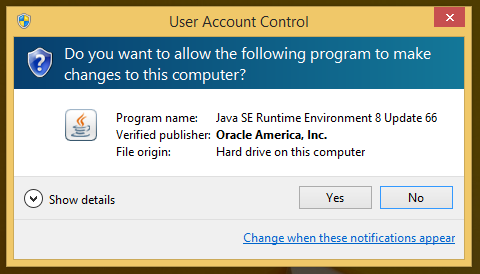 User Account Control
Do you want to allow the following program to make
changes to this computer?
Program name: Java SE Runtime Environment 8 Update 66
Verified publisher: Oracle America, Inc.
File origin: Hard drive on this computer
Show details
Yes
No
Change when these notifications appear